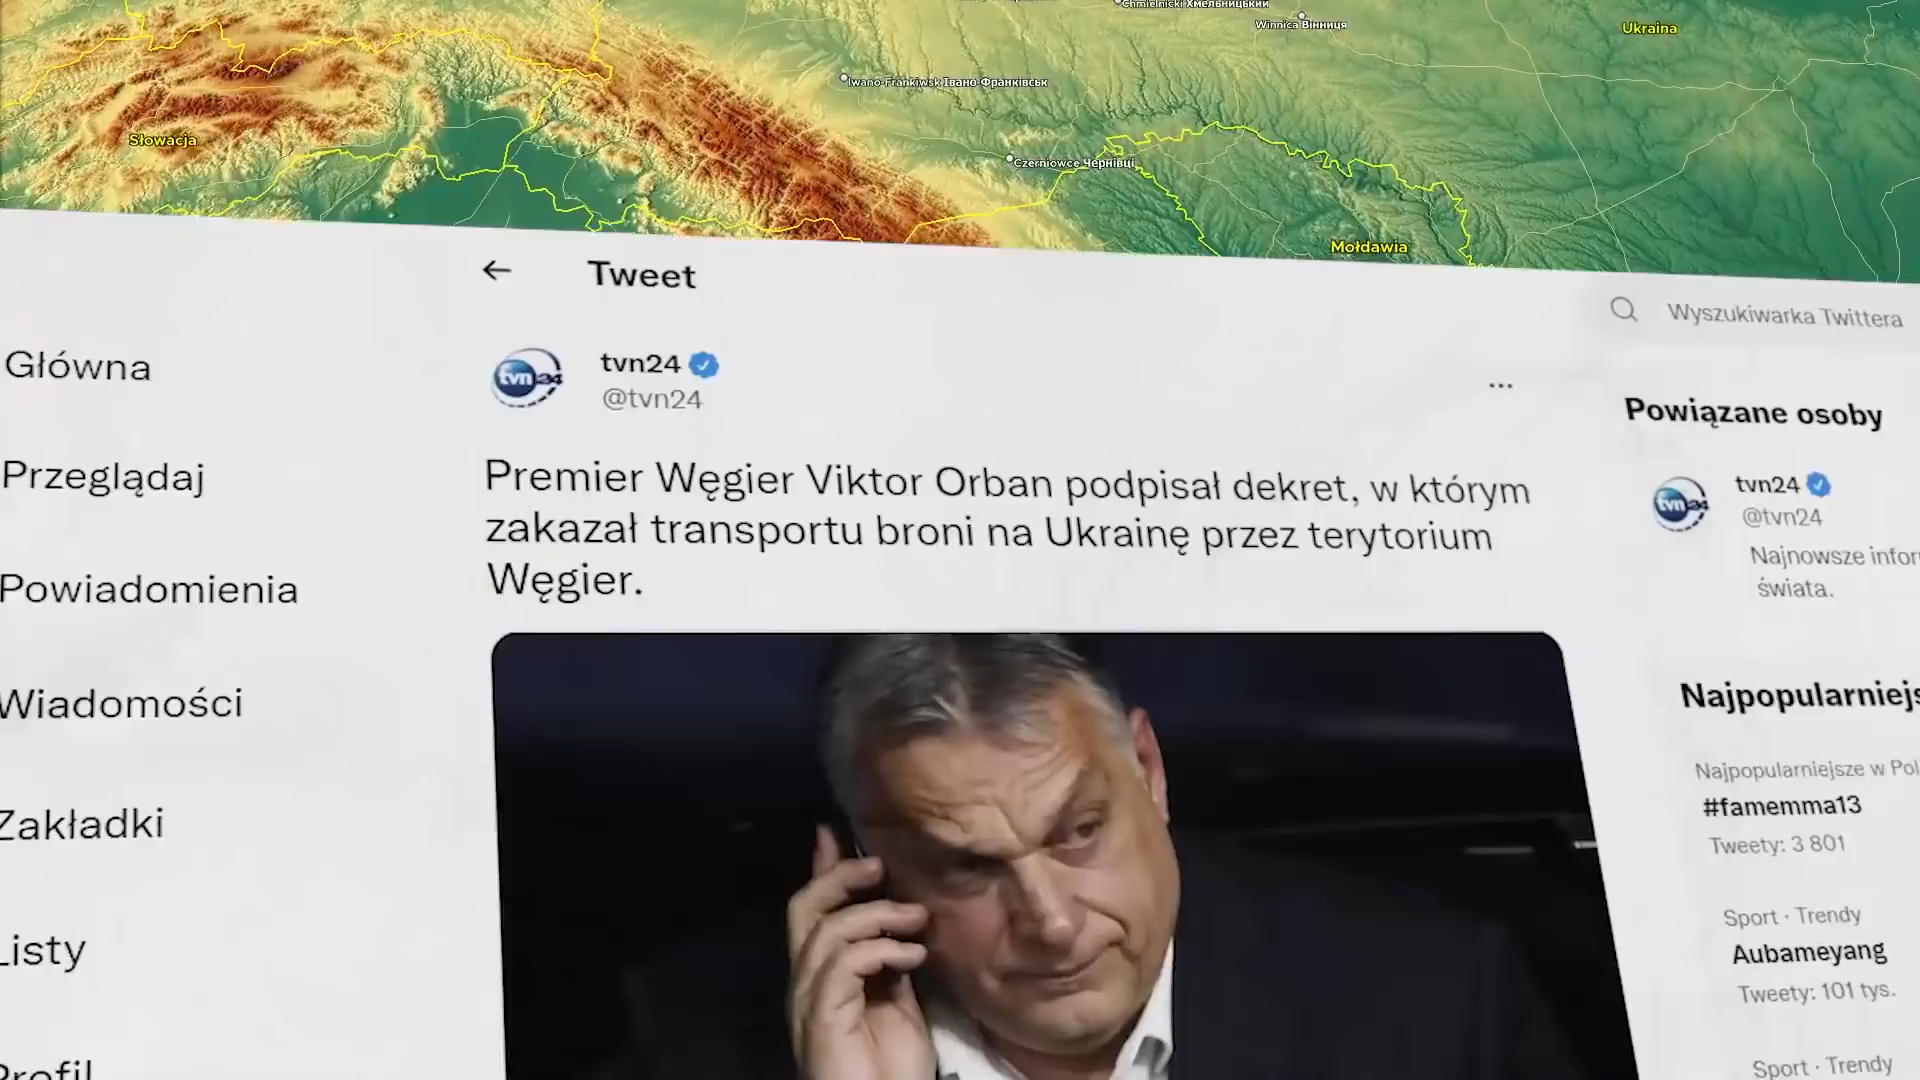 Chmielnicki Хмельницький
Winnica Вінниця
Ukraina
Iwano-Frankiwsk Івано-Франківськ
Słowacja
Czerniowce Чернівці
Mołdawia
Tweet
Wyszukiwarka Twittera
Główna
Przeglądaj
Powiadomienia
Wiadomości
Zakładki
Listy
Profil
tvn24
tvn24
@tvn24
Premier Węgier Viktor Orban podpisał dekret, w którym
zakazał transportu broni na Ukrainę przez terytorium
Węgier.
Powiązane osoby
tvn24
tvn24
@tvn24
Najnowsze infor
świata.
Najpopularniejs
Najpopularniejsze w Pol
#famemma13
Tweety: 3 801
Sport · Trendy
Aubameyang
Tweety: 101 tys.
Sport · Trendy